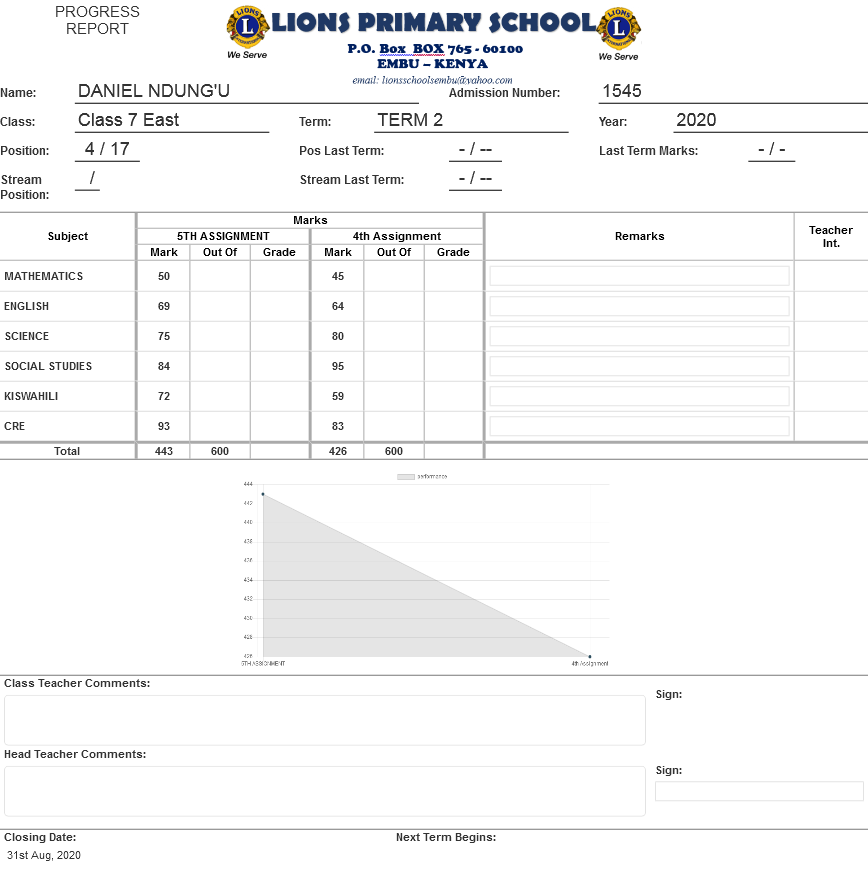 PROGRESS
REPORT
LIONS PRIMARY SCHOOL
LIONS L INTERNATIONAL We Serve
LIONS L INTERNATIONAL We Serve
P.O. Box BOX 765 - 60100
EMBU – KENYA
email: lionsschoolsembu@yahoo.com
Name: DANIEL NDUNG'U Admission Number: 1545
Class: Class 7 East Term: TERM 2 Year: 2020
Position: 4 / 17 Pos Last Term: - / -- Last Term Marks: - / -
Stream Position: / Stream Last Term: - / --
Subject Marks Remarks Teacher Int.
5TH ASSIGNMENT 4th Assignment
Mark Out Of Grade Mark Out Of Grade
MATHEMATICS 50 45
ENGLISH 69 64
SCIENCE 75 80
SOCIAL STUDIES 84 95
KISWAHILI 72 59
CRE 93 83
Total 443 600 426 600
performance
444
442
440
438
436
434
432
430
428
426
5TH ASSIGNMENT 4th Assignment
Class Teacher Comments:
Sign:
Head Teacher Comments:
Sign:
Closing Date: Next Term Begins:
31st Aug, 2020